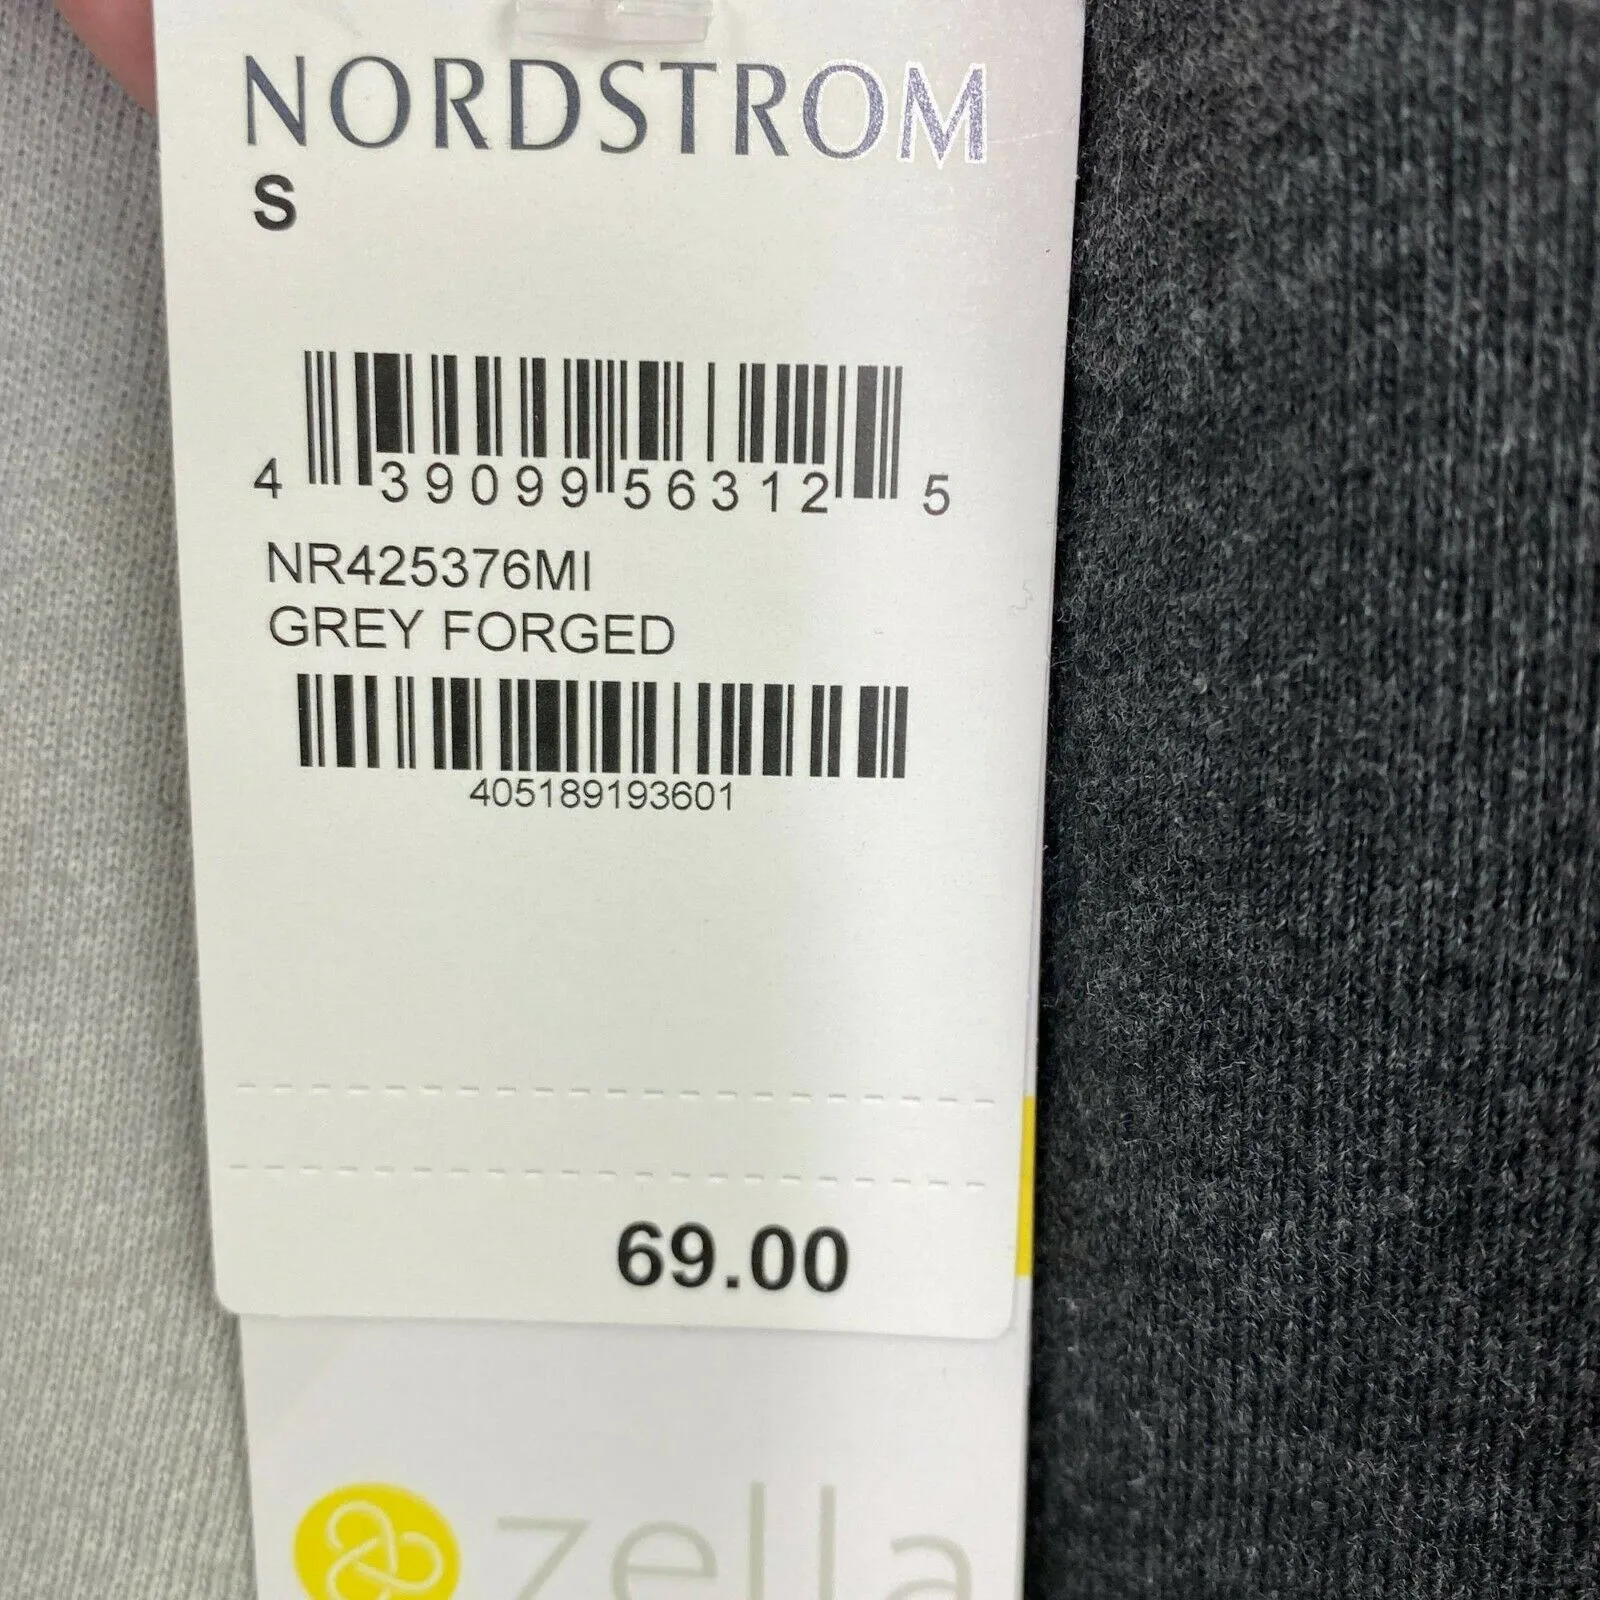 NORDSTROM
S
4 39099 56312 5
NR425376MI
GREY FORGED
405189193601
69.00
zella